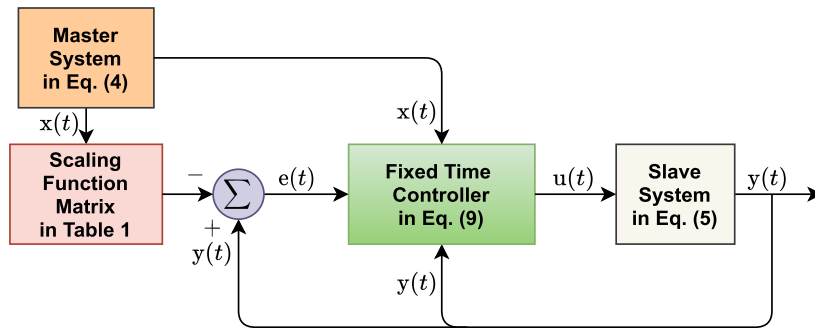 Master
System
in Eq. (4)
x(t)
x(t)
Scaling
Function
Matrix
in Table 1
−
∑
+
y(t)
e(t)
Fixed Time
Controller
in Eq. (9)
y(t)
u(t)
Slave
System
in Eq. (5)
y(t)